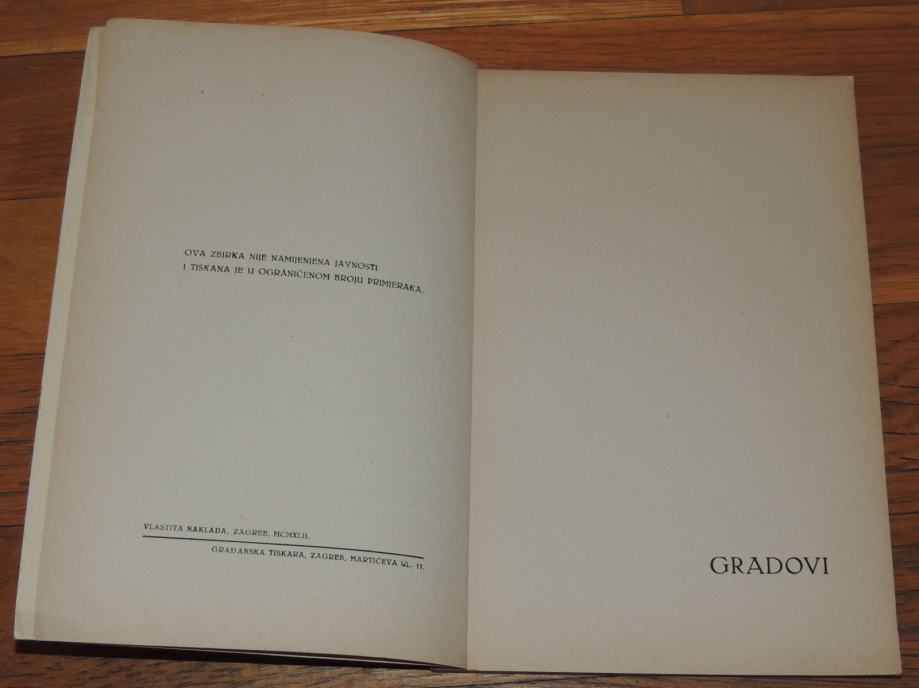 OVA ZBIRKA NIJE NAMIJENJENA JAVNOSTI
I TISKANA JE U OGRANIČENOM BROJU PRIMJERAKA.
VLASTITA NAKLADA, ZAGREB, MCMXLII.
GRAĐANSKA TISKARA, ZAGREB, MARTIĆEVA UL. 17.
GRADOVI